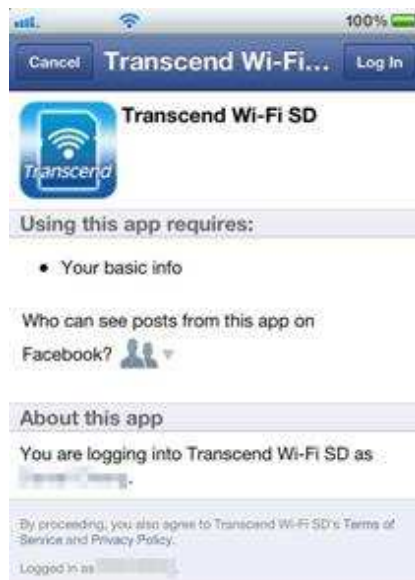 100%
Cancel Transcend Wi-Fi... Log In
Transcend Wi-Fi SD
Transcend
Using this app requires:
• Your basic info
Who can see posts from this app on
Facebook?
About this app
You are logging into Transcend Wi-Fi SD as
.
By proceeding, you also agree to Transcend Wi-Fi SD's Terms of
Service and Privacy Policy.
Logged in as